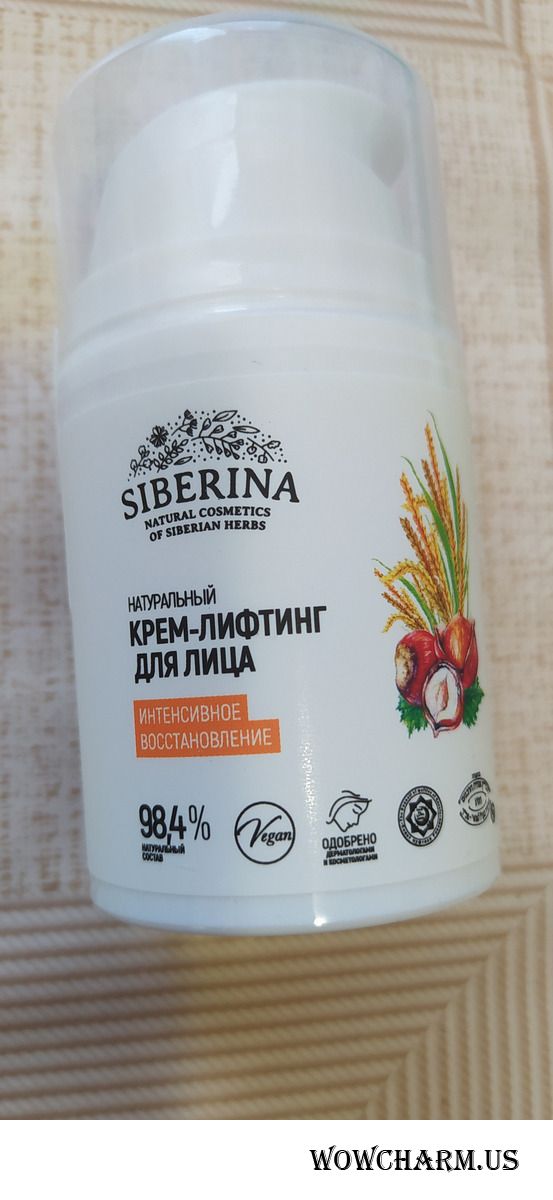 SIBERINA
NATURAL COSMETICS
OF SIBERIAN HERBS
НАТУРАЛЬНЫЙ
КРЕМ-ЛИФТИНГ
ДЛЯ ЛИЦА
ИНТЕНСИВНОЕ
ВОССТАНОВЛЕНИЕ
98,4%
НАТУРАЛЬНЫЙ
СОСТАВ
Vegan
ОДОБРЕНО
ДЕРМАТОЛОГАМИ
И КОСМЕТОЛОГАМИ
WOWCHARM.US